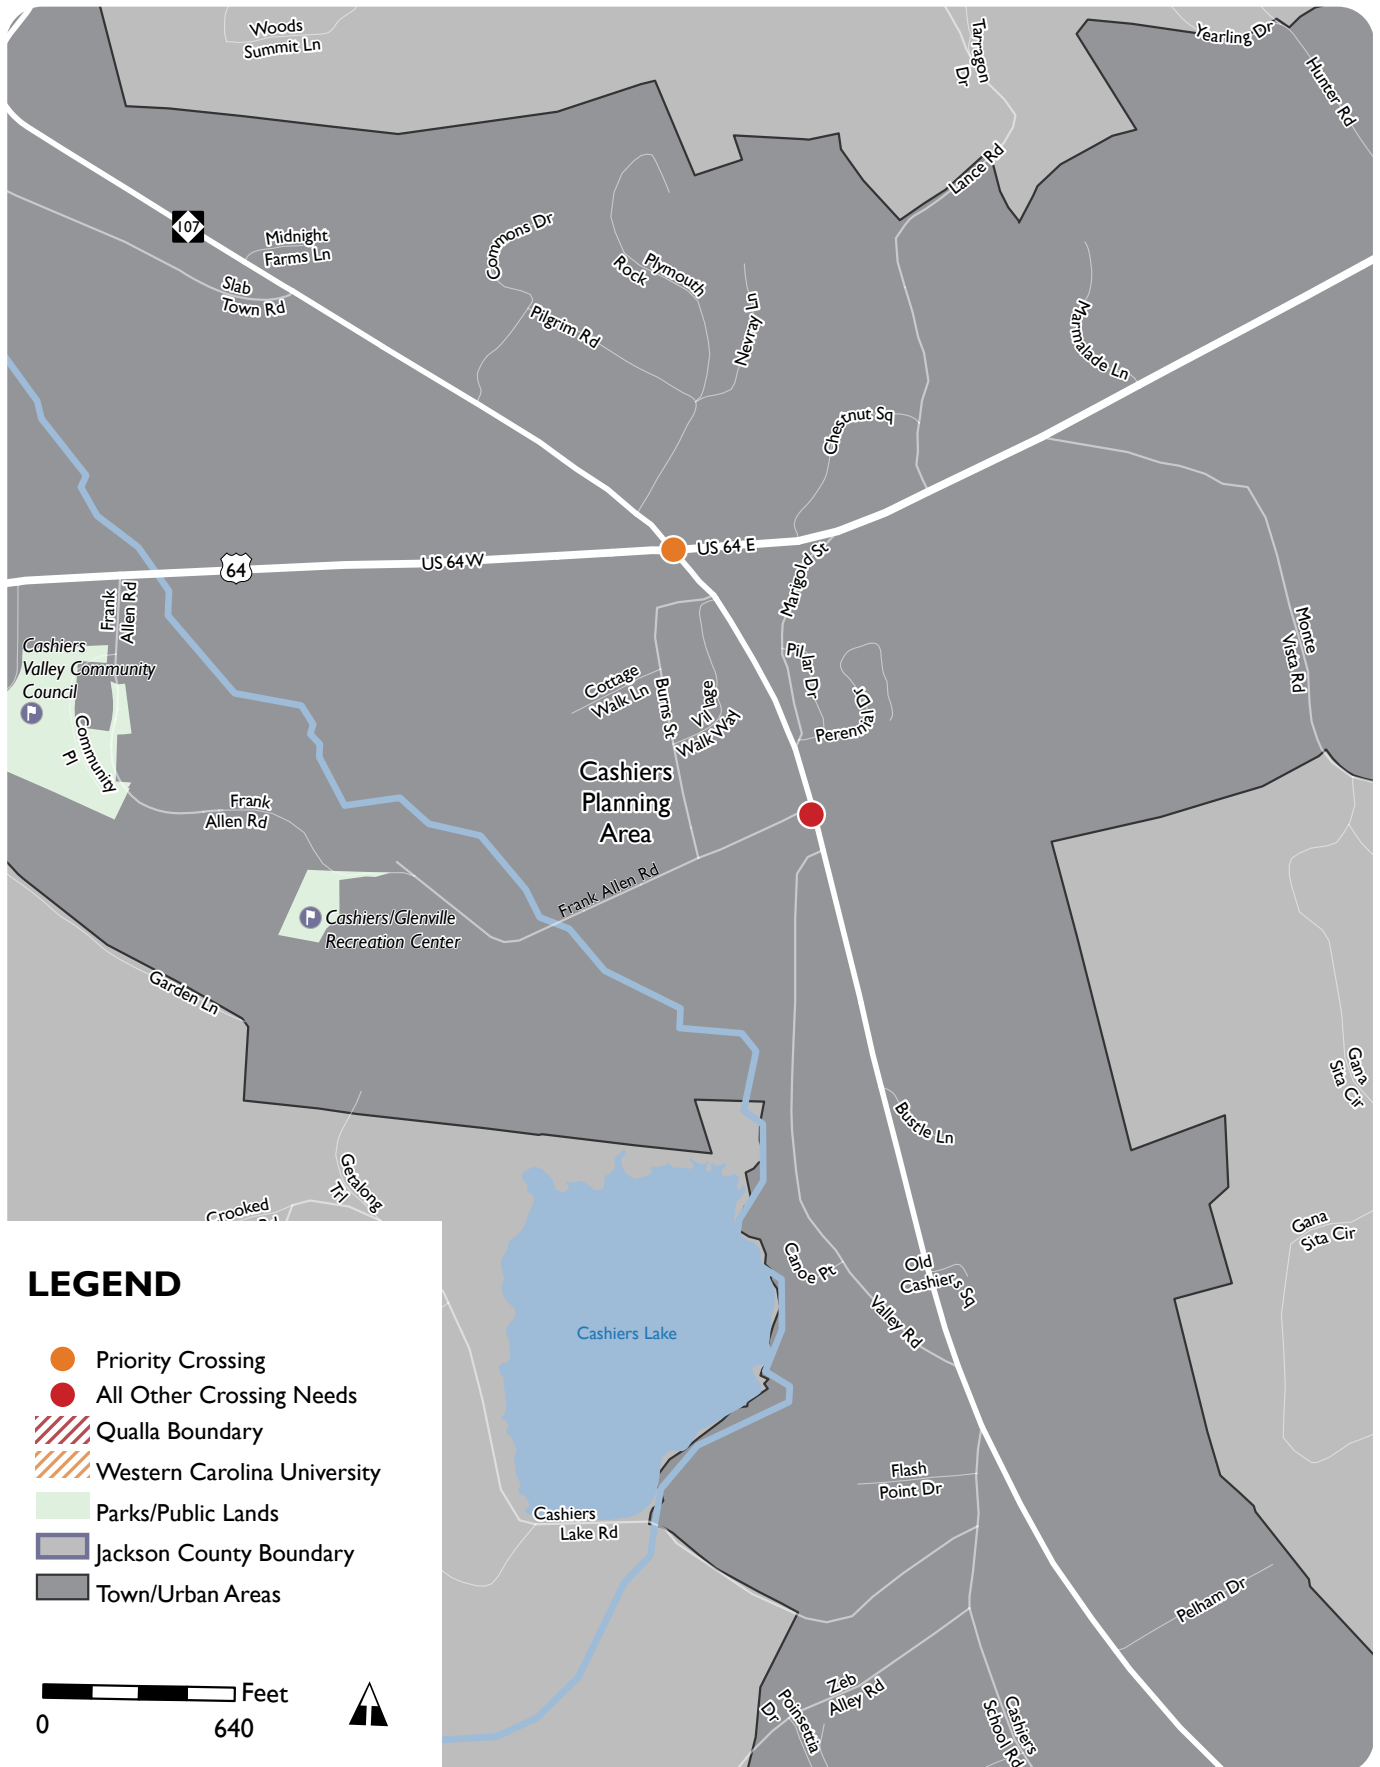 Woods
Summit Ln
Tarragon
Dr
Yearling Dr
Hunter Rd
Lance Rd
107
Midnight
Farms Ln
Slab
Town Rd
Commons Dr
Plymouth
Rock
Pilgrim Rd
Nevray Ln
Marmalade Ln
Chestnut Sq
US 64 E
US 64 W
64
Marigold St
Frank
Allen Rd
Cashiers
Valley Community
Council
Community
Pl
Cottage
Walk Ln
Burns St
Village
Walk Way
Pillar Dr
Perennial Dr
Monte
Vista Rd
Cashiers
Planning
Area
Frank
Allen Rd
Frank Allen Rd
Cashiers/Glenville
Recreation Center
Garden Ln
Gana
Sita Cir
Bustle Ln
Getalong
Trl
Crooked
Gana
Sita Cir
Canoe Pt
Old
Cashiers Sq
Valley Rd
Cashiers Lake
Flash
Point Dr
Cashiers
Lake Rd
Pelham Dr
Zeb
Alley Rd
Poinsettia
Dr
Cashiers
School Rd
LEGEND
Priority Crossing
All Other Crossing Needs
Qualla Boundary
Western Carolina University
Parks/Public Lands
Jackson County Boundary
Town/Urban Areas
Feet
0 640